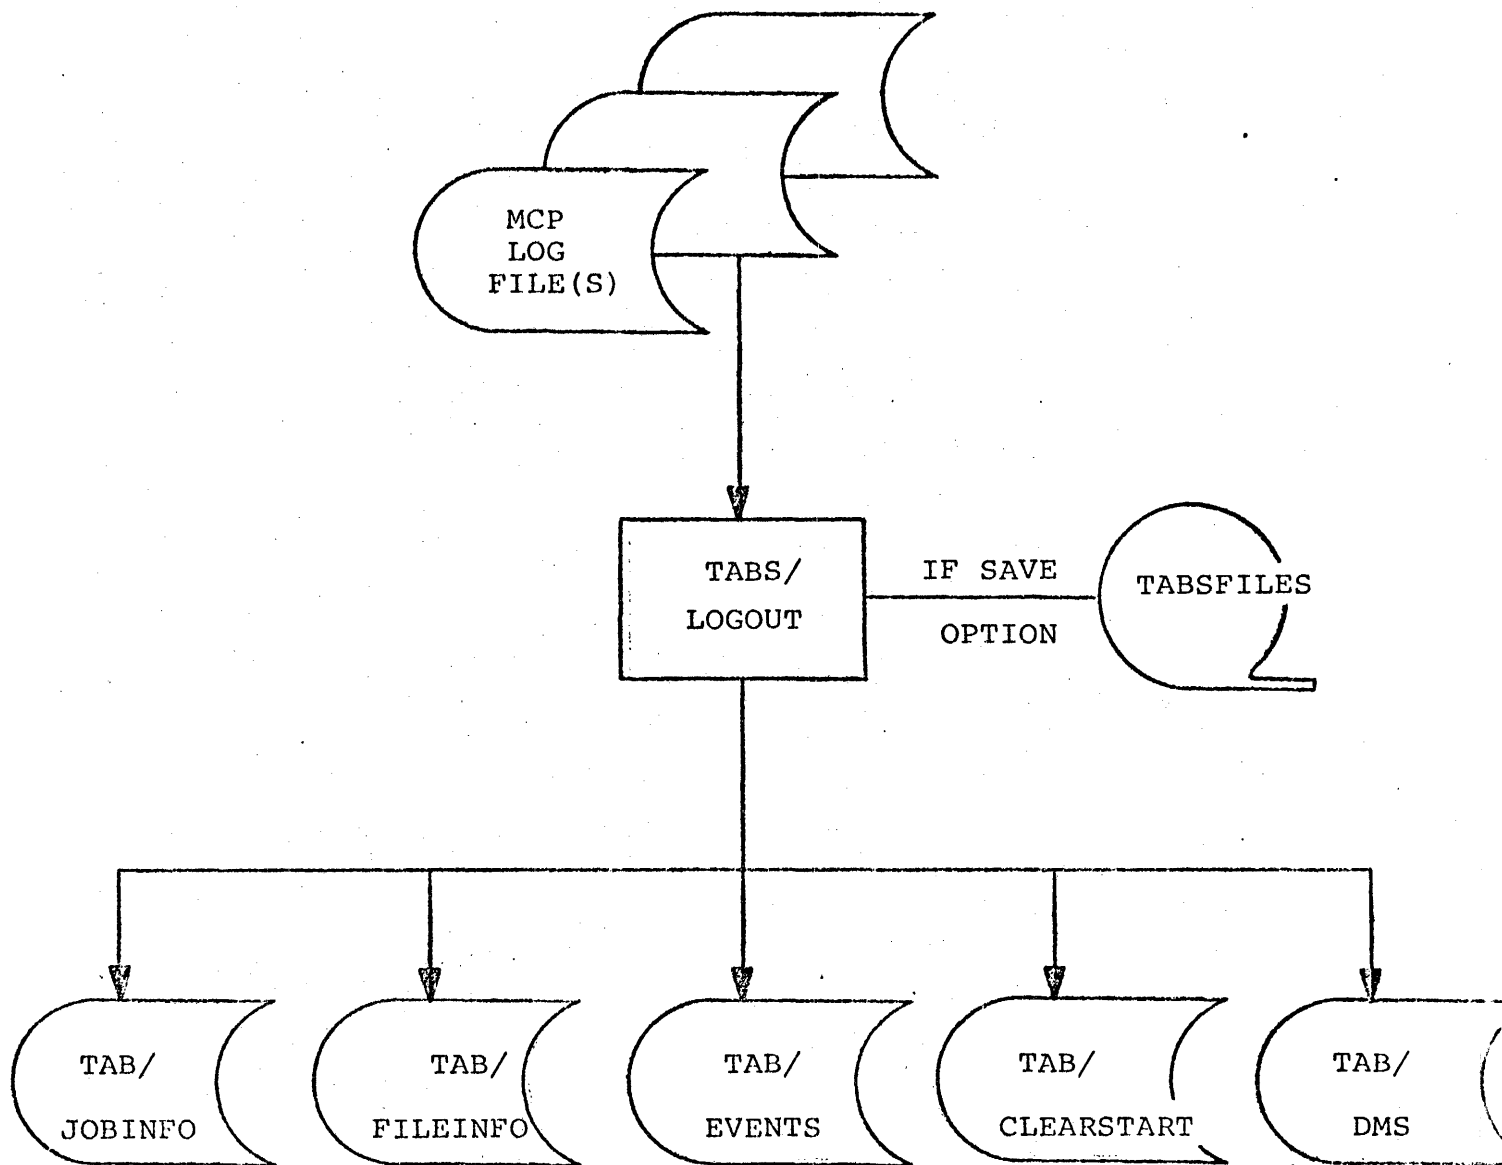 MCP
LOG
FILE(S)
TABS/
LOGOUT
IF SAVE
OPTION
TABSFILES
TAB/
JOBINFO
TAB/
FILEINFO
TAB/
EVENTS
TAB/
CLEARSTART
TAB/
DMS